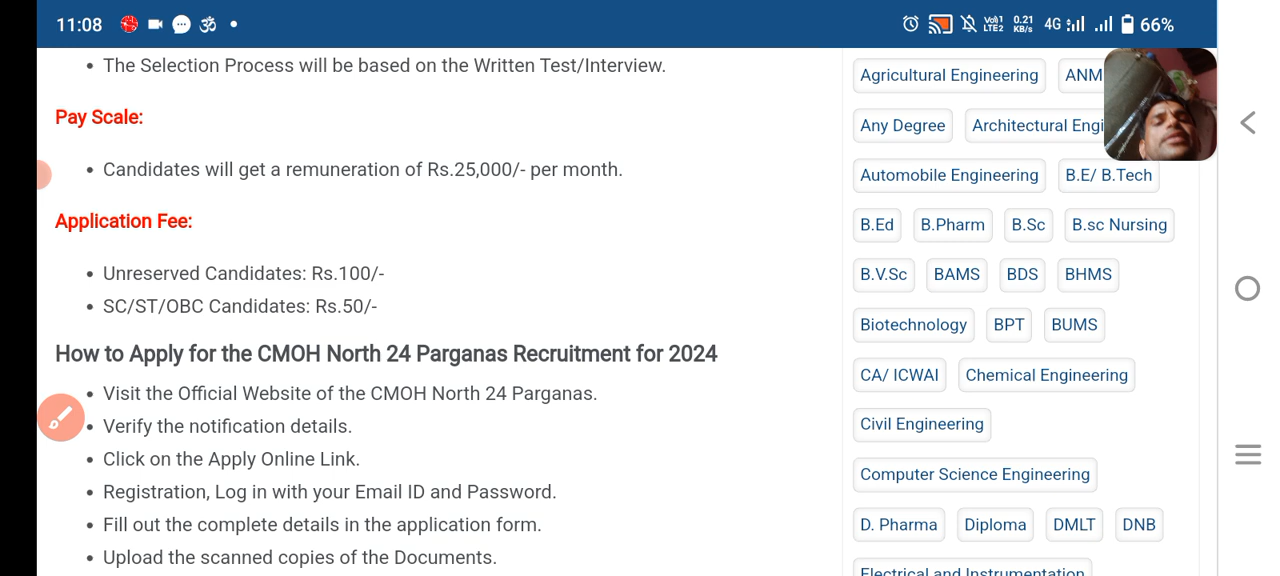 11:08 ॐ Vo)) 1 LTE2 0.21 KB/s 4G 66%
The Selection Process will be based on the Written Test/Interview.
Pay Scale:
Candidates will get a remuneration of Rs.25,000/- per month.
Application Fee:
Unreserved Candidates: Rs.100/-
SC/ST/OBC Candidates: Rs.50/-
How to Apply for the CMOH North 24 Parganas Recruitment for 2024
Visit the Official Website of the CMOH North 24 Parganas.
Verify the notification details.
Click on the Apply Online Link.
Registration, Log in with your Email ID and Password.
Fill out the complete details in the application form.
Upload the scanned copies of the Documents.
Agricultural Engineering ANM
Any Degree Architectural Engi
Automobile Engineering B.E/ B.Tech
B.Ed B.Pharm B.Sc B.sc Nursing
B.V.Sc BAMS BDS BHMS
Biotechnology BPT BUMS
CA/ ICWAI Chemical Engineering
Civil Engineering
Computer Science Engineering
D. Pharma Diploma DMLT DNB
Electrical and Instrumentation